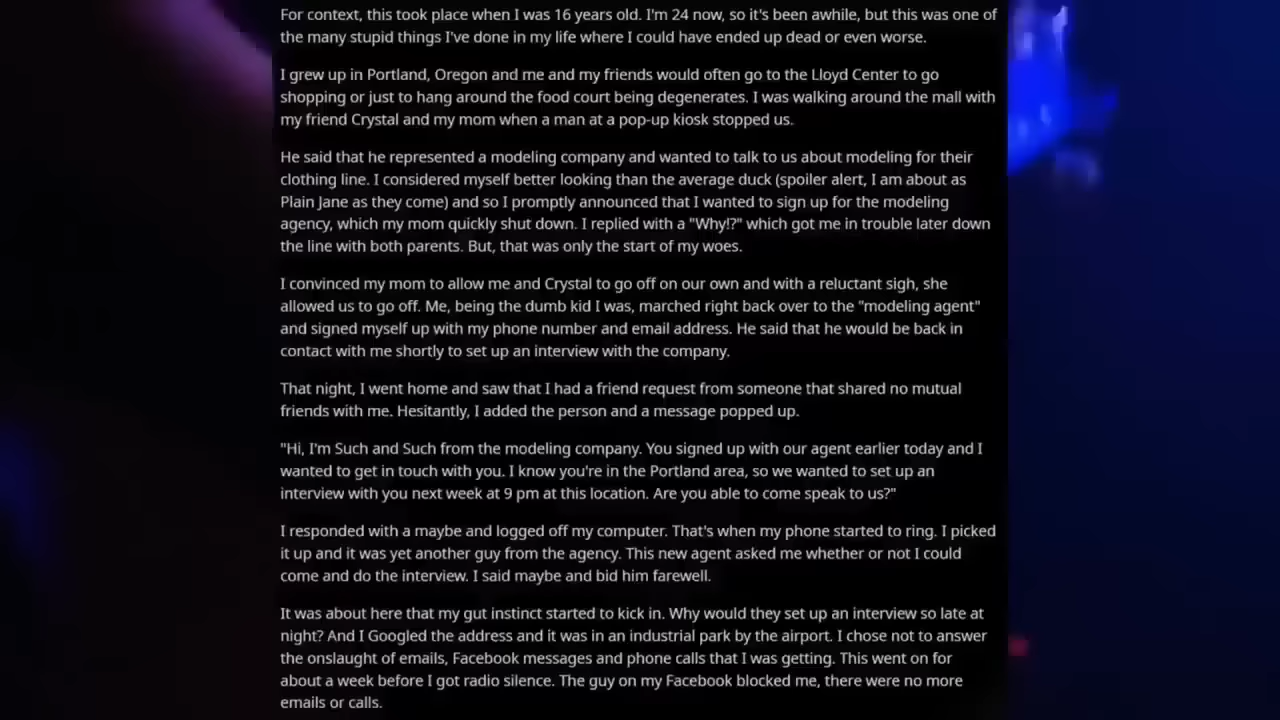 For context, this took place when I was 16 years old. I'm 24 now, so it's been awhile, but this was one of
the many stupid things I've done in my life where I could have ended up dead or even worse.
I grew up in Portland, Oregon and me and my friends would often go to the Lloyd Center to go
shopping or just to hang around the food court being degenerates. I was walking around the mall with
my friend Crystal and my mom when a man at a pop-up kiosk stopped us.
He said that he represented a modeling company and wanted to talk to us about modeling for their
clothing line. I considered myself better looking than the average duck (spoiler alert, I am about as
Plain Jane as they come) and so I promptly announced that I wanted to sign up for the modeling
agency, which my mom quickly shut down. I replied with a "Why!?" which got me in trouble later down
the line with both parents. But, that was only the start of my woes.
I convinced my mom to allow me and Crystal to go off on our own and with a reluctant sigh, she
allowed us to go off. Me, being the dumb kid I was, marched right back over to the "modeling agent"
and signed myself up with my phone number and email address. He said that he would be back in
contact with me shortly to set up an interview with the company.
That night, I went home and saw that I had a friend request from someone that shared no mutual
friends with me. Hesitantly, I added the person and a message popped up.
"Hi, I'm Such and Such from the modeling company. You signed up with our agent earlier today and I
wanted to get in touch with you. I know you're in the Portland area, so we wanted to set up an
interview with you next week at 9 pm at this location. Are you able to come speak to us?"
I responded with a maybe and logged off my computer. That's when my phone started to ring. I picked
it up and it was yet another guy from the agency. This new agent asked me whether or not I could
come and do the interview. I said maybe and bid him farewell.
It was about here that my gut instinct started to kick in. Why would they set up an interview so late at
night? And I Googled the address and it was in an industrial park by the airport. I chose not to answer
the onslaught of emails, Facebook messages and phone calls that I was getting. This went on for
about a week before I got radio silence. The guy on my Facebook blocked me, there were no more
emails or calls.